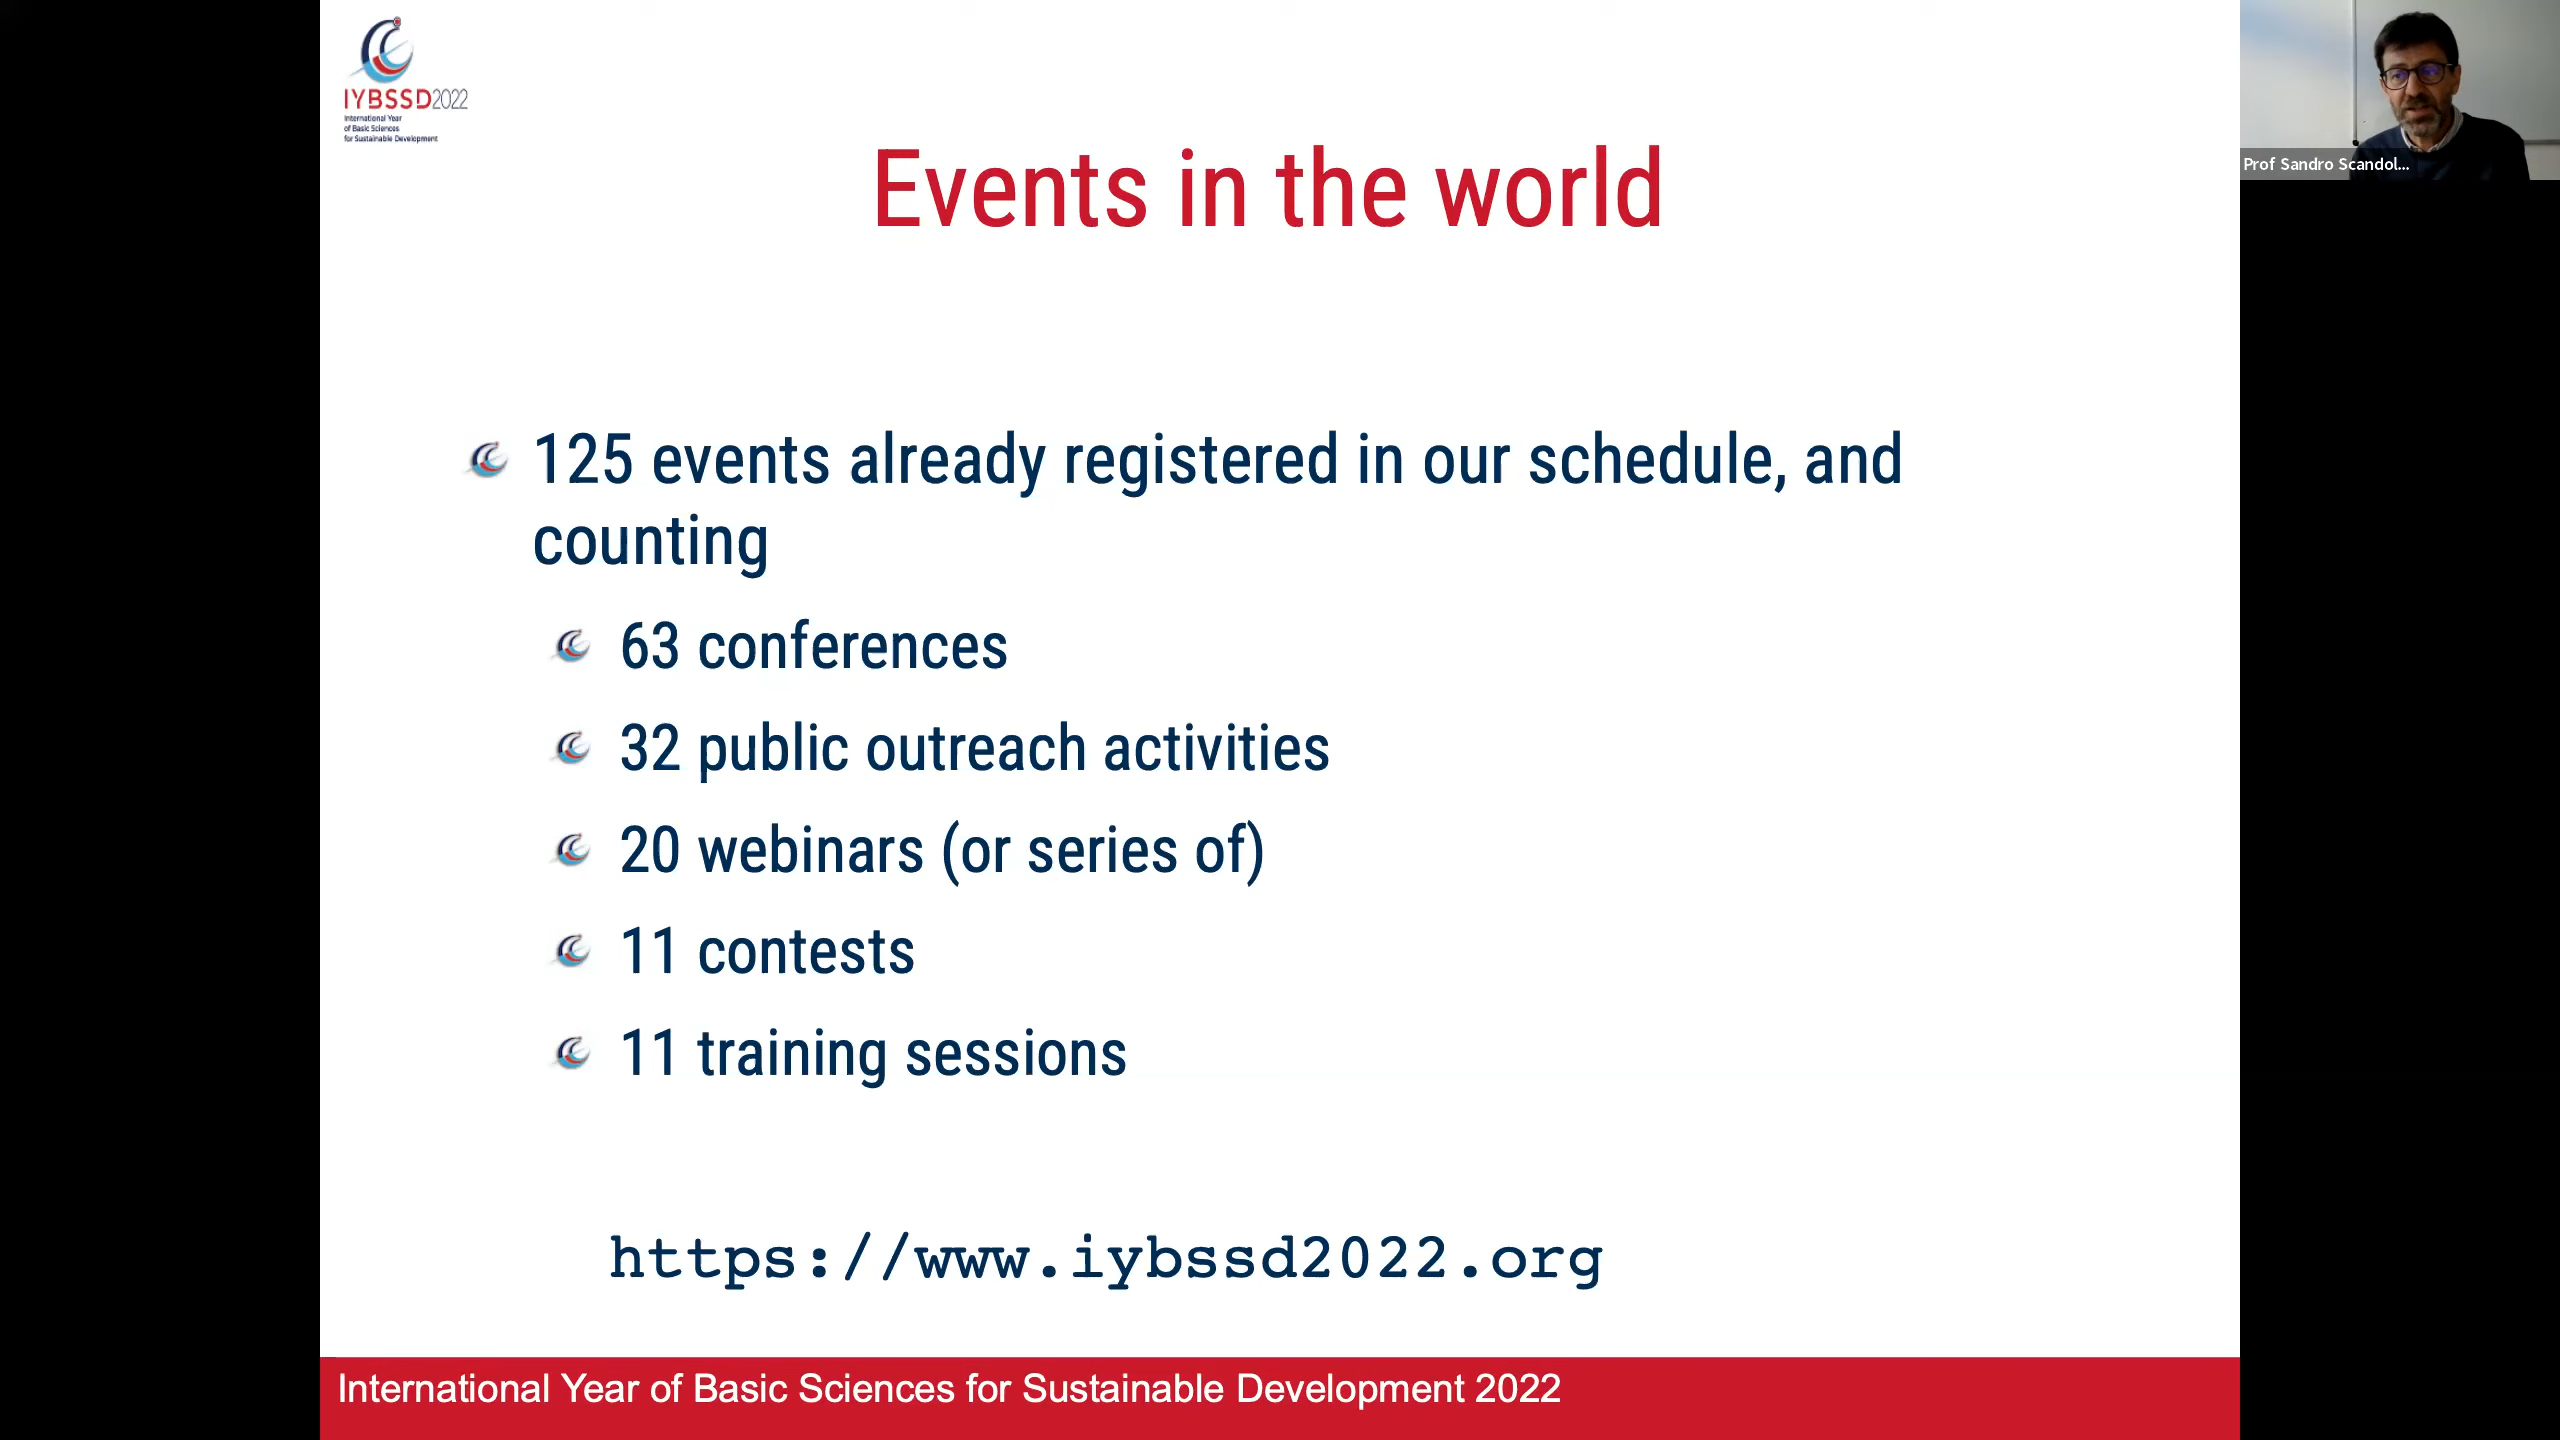 IYBSSD2022
International Year
of Basic Sciences
for Sustainable Development
Events in the world
125 events already registered in our schedule, and
counting
63 conferences
32 public outreach activities
20 webinars (or series of)
11 contests
11 training sessions
https://www.iybssd2022.org
International Year of Basic Sciences for Sustainable Development 2022
Prof Sandro Scandol...